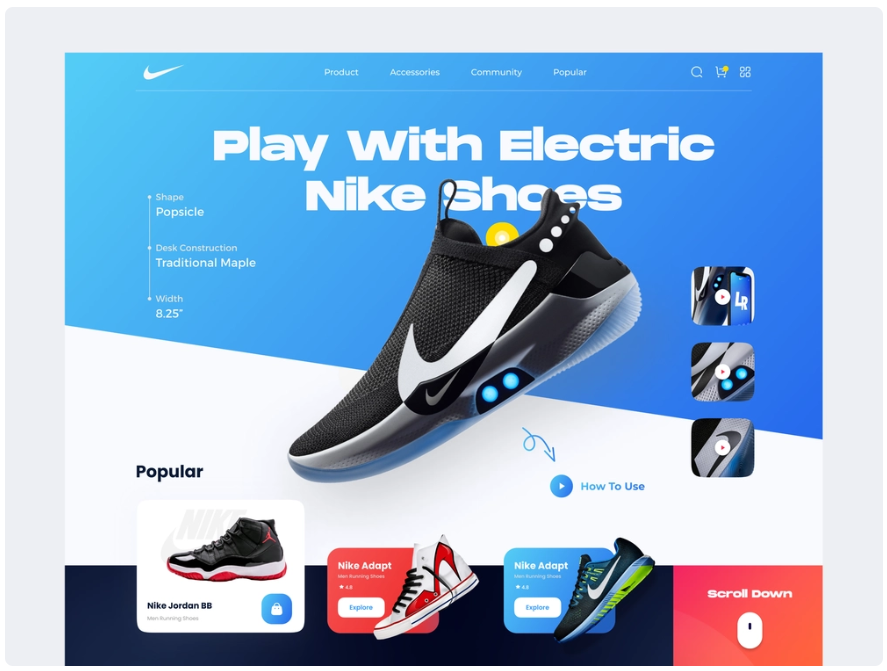 Product
Accessories
Community
Popular
Play With Electric
Nike Shoes
Shape
Popsicle
Desk Construction
Traditional Maple
Width
8.25"
LR
How To Use
Popular
NIKE
Nike Jordan BB
Men Running Shoes
Nike Adapt
Men Running Shoes
4.8
Explore
Nike Adapt
Men Running Shoes
4.8
Explore
Scroll Down